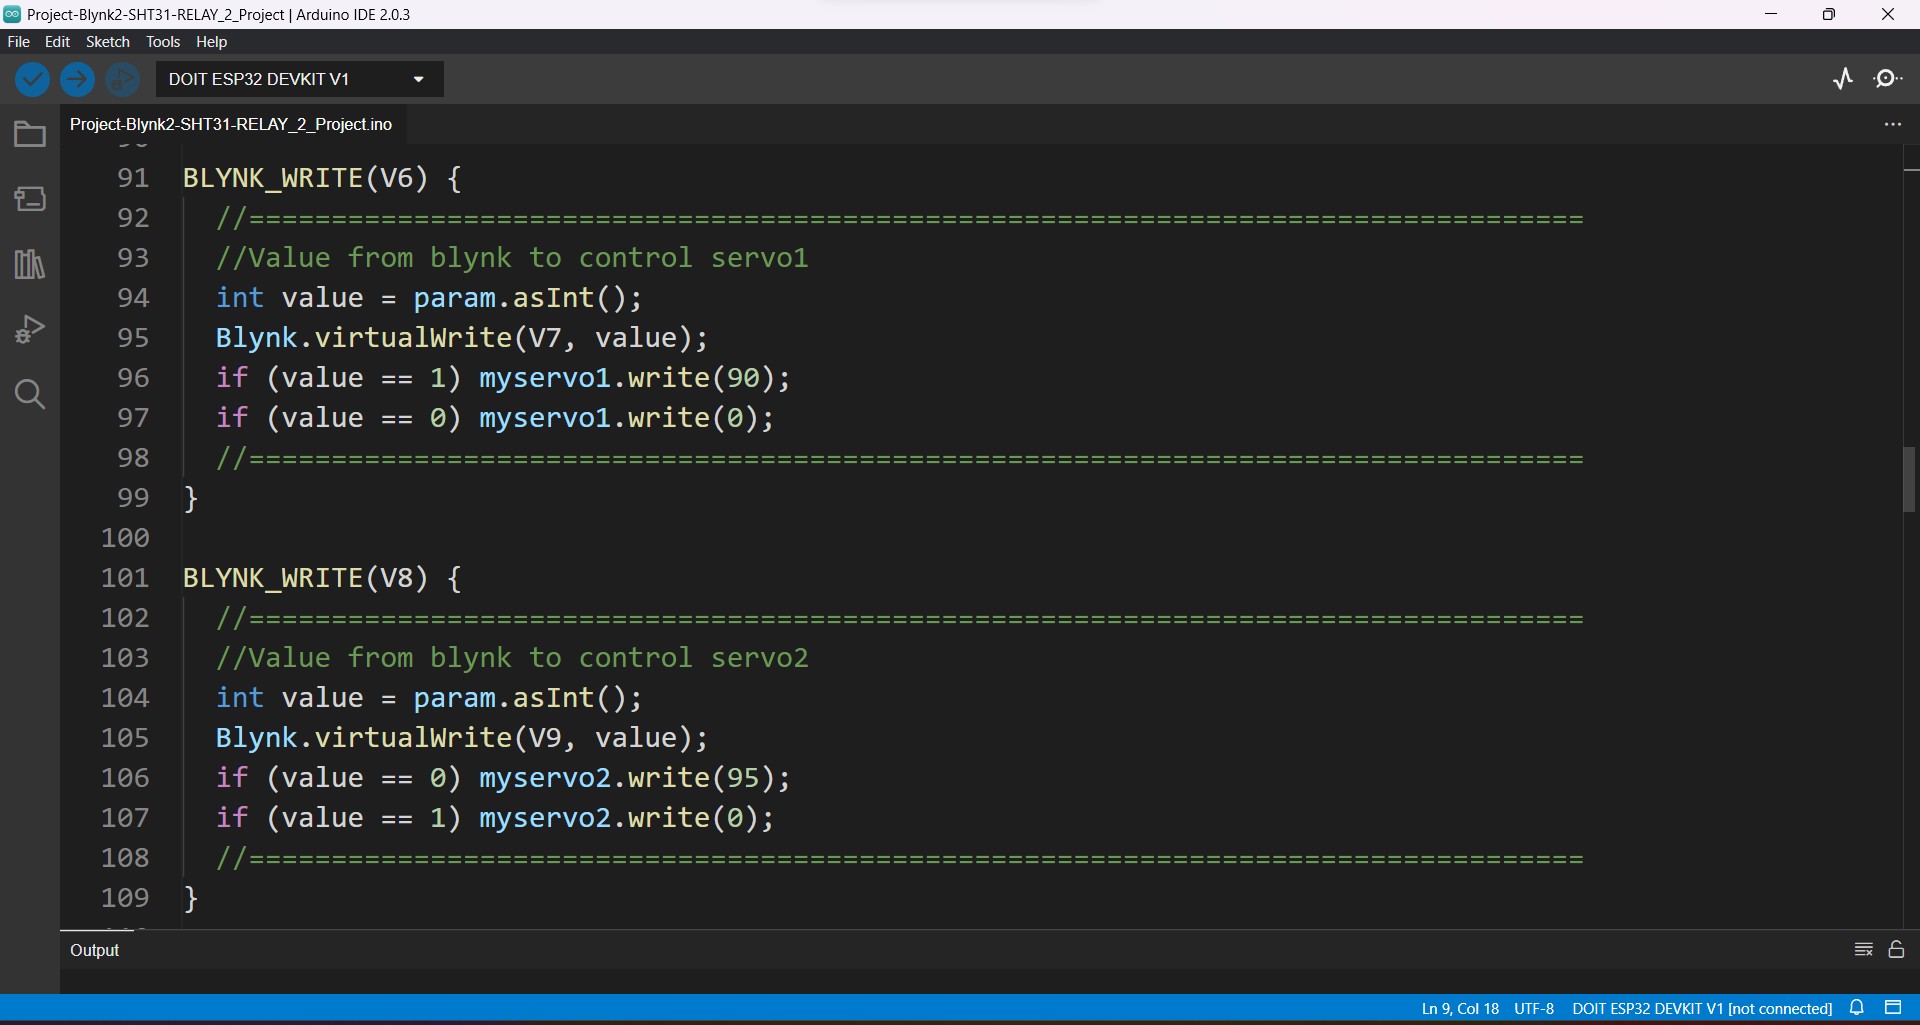 Project-Blynk2-SHT31-RELAY_2_Project | Arduino IDE 2.0.3
File Edit Sketch Tools Help
DOIT ESP32 DEVKIT V1
Project-Blynk2-SHT31-RELAY_2_Project.ino
91 BLYNK_WRITE(V6) {
92 //=================================================================================
93 //Value from blynk to control servo1
94 int value = param.asInt();
95 Blynk.virtualWrite(V7, value);
96 if (value == 1) myservo1.write(90);
97 if (value == 0) myservo1.write(0);
98 //=================================================================================
99 }
100
101 BLYNK_WRITE(V8) {
102 //=================================================================================
103 //Value from blynk to control servo2
104 int value = param.asInt();
105 Blynk.virtualWrite(V9, value);
106 if (value == 0) myservo2.write(95);
107 if (value == 1) myservo2.write(0);
108 //=================================================================================
109 }
Output
Ln 9, Col 18 UTF-8 DOIT ESP32 DEVKIT V1 [not connected]